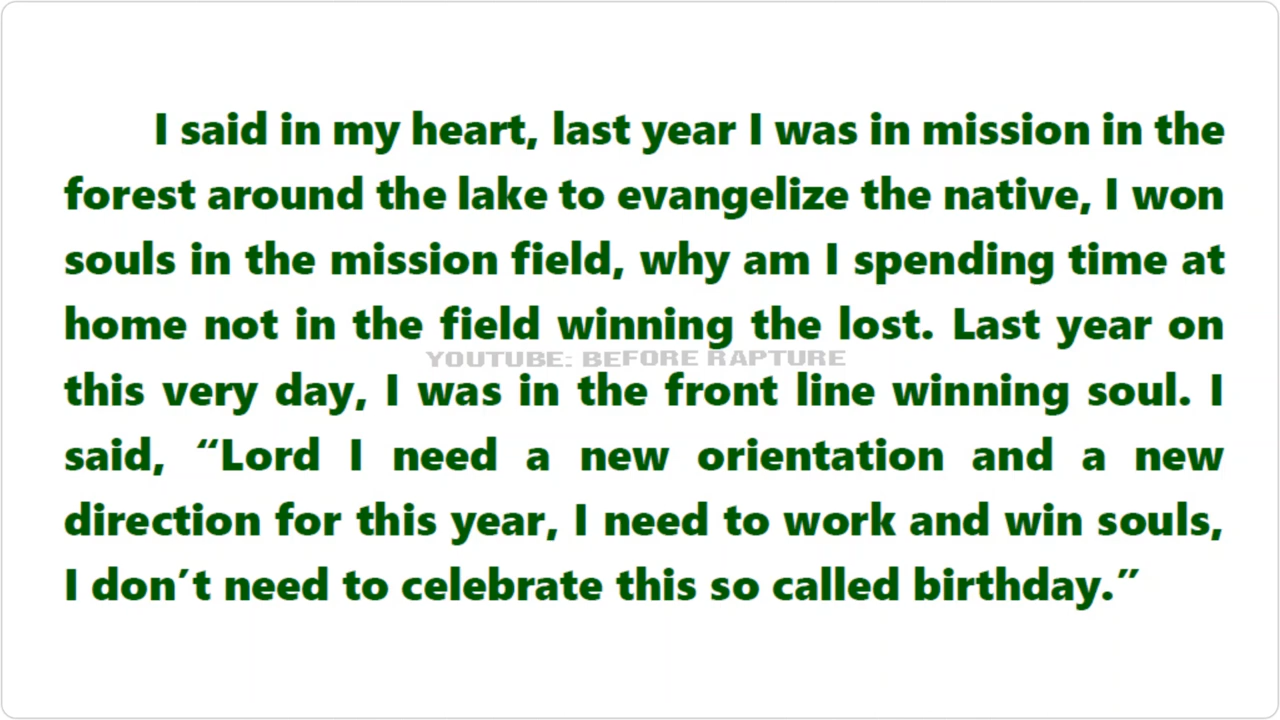 I said in my heart, last year I was in mission in the
forest around the lake to evangelize the native, I won
souls in the mission field, why am I spending time at
home not in the field winning the lost. Last year on
YOUTUBE: BEFORE RAPTURE
this very day, I was in the front line winning soul. I
said, “Lord I need a new orientation and a new
direction for this year, I need to work and win souls,
I don’t need to celebrate this so called birthday.”